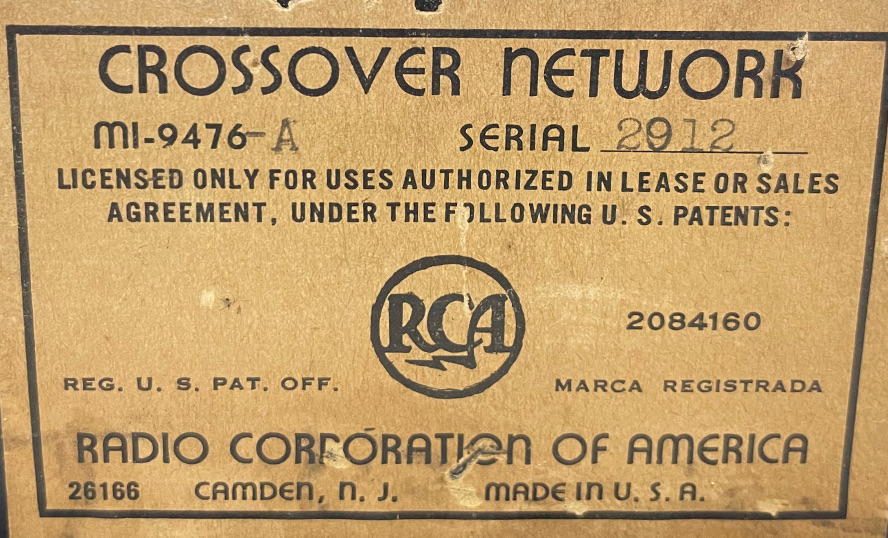 CROSSOVER NETWORK
MI-9476-A SERIAL 2912
LICENSED ONLY FOR USES AUTHORIZED IN LEASE OR SALES
AGREEMENT, UNDER THE FOLLOWING U. S. PATENTS:
RCA
2084160
REG. U. S. PAT. OFF. MARCA REGISTRADA
RADIO CORPORATION OF AMERICA
26166 CAMDEN, N. J. MADE IN U. S. A.